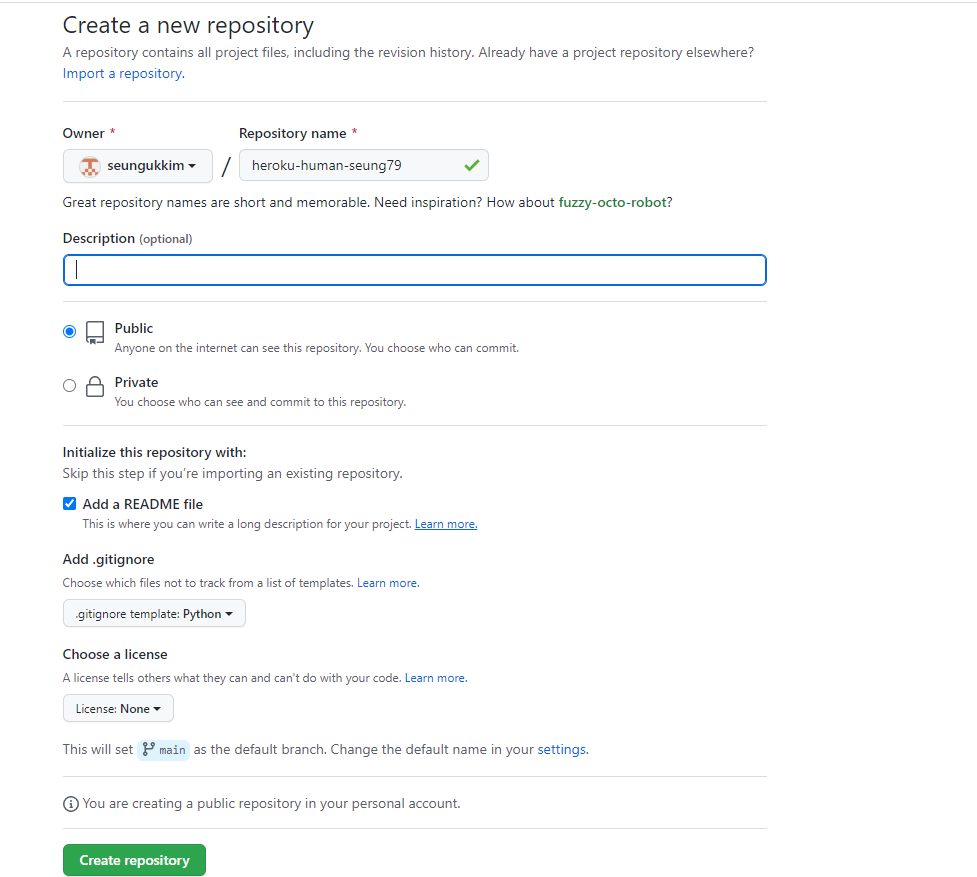 Create a new repository
A repository contains all project files, including the revision history. Already have a project repository elsewhere?
Import a repository.
Owner * Repository name *
seungukkim / heroku-human-seung79
Great repository names are short and memorable. Need inspiration? How about fuzzy-octo-robot?
Description (optional)
Public
Anyone on the internet can see this repository. You choose who can commit.
Private
You choose who can see and commit to this repository.
Initialize this repository with:
Skip this step if you’re importing an existing repository.
Add a README file
This is where you can write a long description for your project. Learn more.
Add .gitignore
Choose which files not to track from a list of templates. Learn more.
.gitignore template: Python
Choose a license
A license tells others what they can and can't do with your code. Learn more.
License: None
This will set main as the default branch. Change the default name in your settings.
You are creating a public repository in your personal account.
Create repository